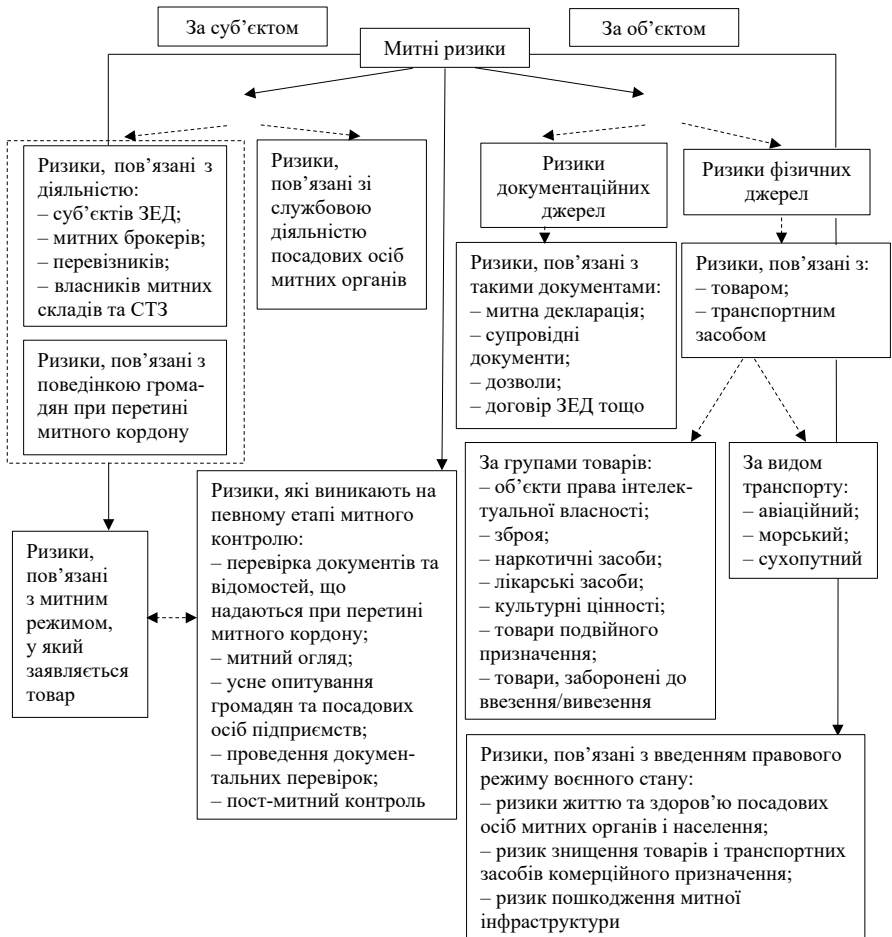 За суб’єктом
За об’єктом
Митні ризики
Ризики, пов’язані з
діяльністю:
– суб’єктів ЗЕД;
– митних брокерів;
– перевізників;
– власників митних
складів та СТЗ
Ризики, пов’язані з
поведінкою грома-
дян при перетині
митного кордону
Ризики,
пов’язані зі
службовою
діяльністю
посадових осіб
митних органів
Ризики
документаційних
джерел
Ризики фізичних
джерел
Ризики, пов’язані з
такими документами:
– митна декларація;
– супровідні
документи;
– дозволи;
– договір ЗЕД тощо
Ризики, пов’язані з:
– товаром;
– транспортним
засобом
Ризики,
пов’язані
з митним
режимом,
у який
заявляється
товар
Ризики, які виникають на
певному етапі митного
контролю:
– перевірка документів та
відомостей, що
надаються при перетині
митного кордону;
– митний огляд;
– усне опитування
громадян та посадових
осіб підприємств;
– проведення докумен-
тальних перевірок;
– пост-митний контроль
За групами товарів:
– об’єкти права інтелек-
туальної власності;
– зброя;
– наркотичні засоби;
– лікарські засоби;
– культурні цінності;
– товари подвійного
призначення;
– товари, заборонені до
ввезення/вивезення
За видом
транспорту:
– авіаційний;
– морський;
– сухопутний
Ризики, пов’язані з введенням правового
режиму воєнного стану:
– ризики життю та здоров’ю посадових
осіб митних органів і населення;
– ризик знищення товарів і транспортних
засобів комерційного призначення;
– ризик пошкодження митної
інфраструктури